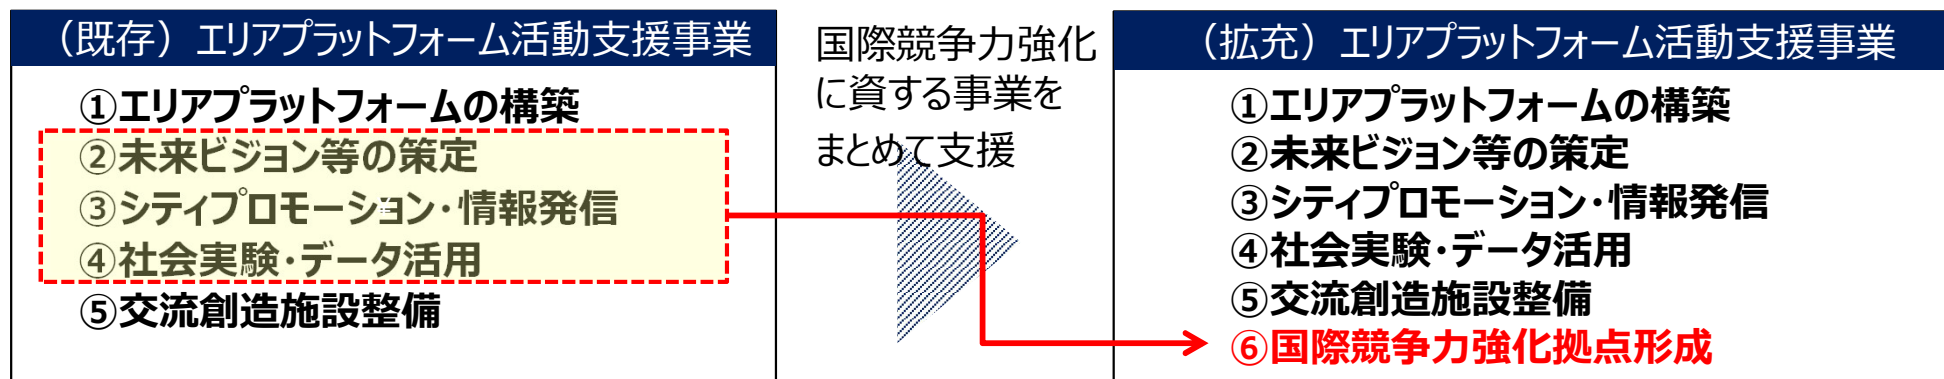 （既存）エリアプラットフォーム活動支援事業
①エリアプラットフォームの構築
②未来ビジョン等の策定
③シティプロモーション・情報発信
④社会実験・データ活用
⑤交流創造施設整備
国際競争力強化
に資する事業を
まとめて支援
（拡充）エリアプラットフォーム活動支援事業
①エリアプラットフォームの構築
②未来ビジョン等の策定
③シティプロモーション・情報発信
④社会実験・データ活用
⑤交流創造施設整備
⑥国際競争力強化拠点形成